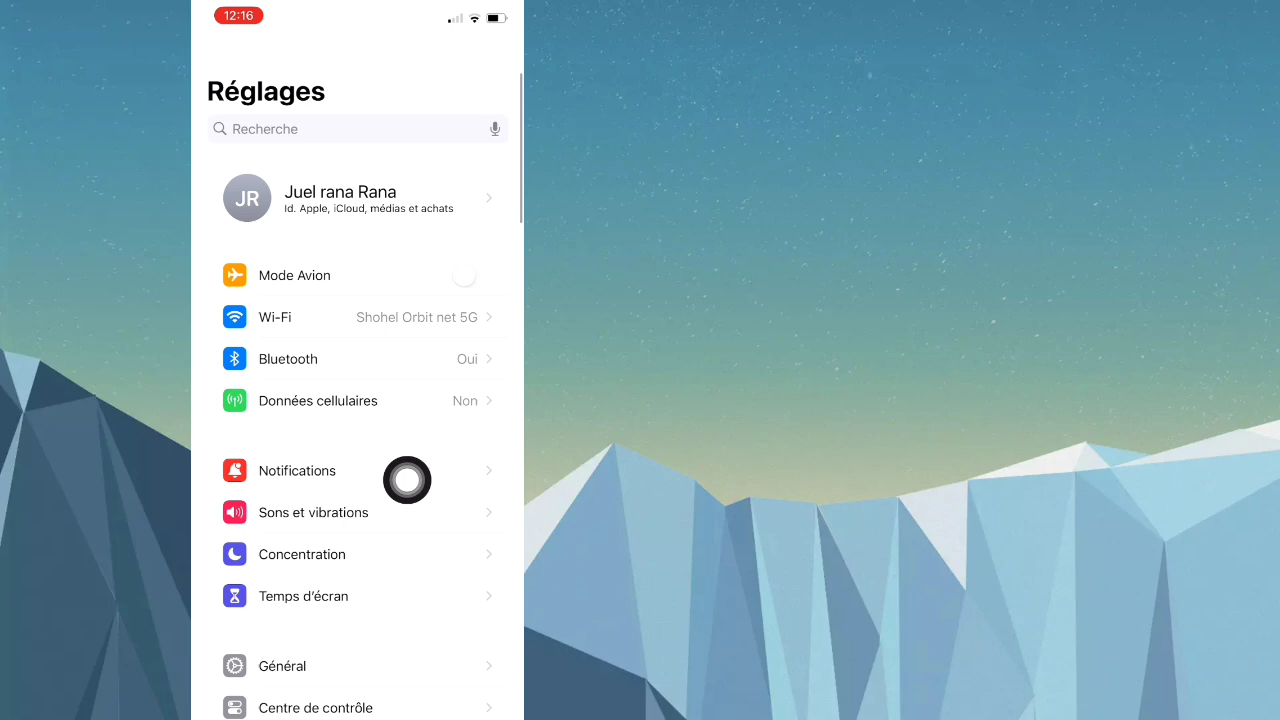 12:16
Réglages
Recherche
JR
Juel rana Rana
Id. Apple, iCloud, médias et achats
Mode Avion
Wi-Fi Shohel Orbit net 5G
Bluetooth Oui
Données cellulaires Non
Notifications
Sons et vibrations
Concentration
Temps d’écran
Général
Centre de contrôle